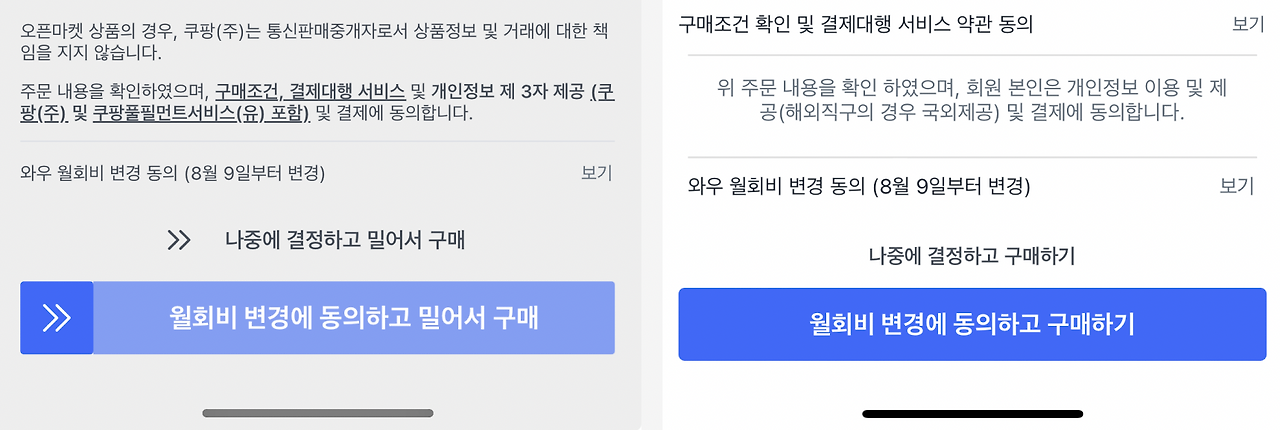 오픈마켓 상품의 경우, 쿠팡(주)는 통신판매중개자로서 상품정보 및 거래에 대한 책
임을 지지 않습니다.
주문 내용을 확인하였으며, 구매조건, 결제대행 서비스 및 개인정보 제 3자 제공 (쿠
팡(주) 및 쿠팡풀필먼트서비스(유) 포함) 및 결제에 동의합니다.
와우 월회비 변경 동의 (8월 9일부터 변경) 보기
나중에 결정하고 밀어서 구매
월회비 변경에 동의하고 밀어서 구매
구매조건 확인 및 결제대행 서비스 약관 동의 보기
위 주문 내용을 확인 하였으며, 회원 본인은 개인정보 이용 및 제
공(해외직구의 경우 국외제공) 및 결제에 동의합니다.
와우 월회비 변경 동의 (8월 9일부터 변경) 보기
나중에 결정하고 구매하기
월회비 변경에 동의하고 구매하기